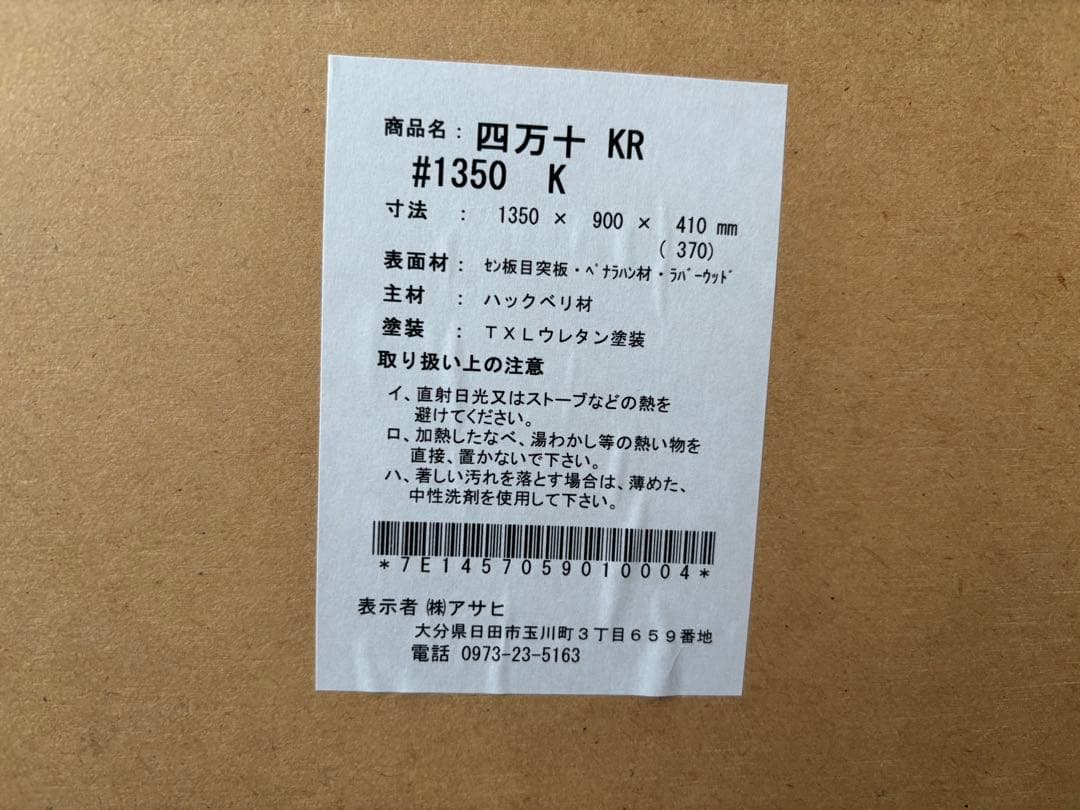 商品名: 四万十 KR
#1350 K
寸法 : 1350 × 900 × 410 mm
( 370)
表面材: ｾﾝ板目突板・ﾍﾞﾅﾗﾊﾝ材・ﾗﾊﾞｰｳｯﾄﾞ
主材 : ハックベリ材
塗装 : ＴＸＬウレタン塗装
取り扱い上の注意
イ、直射日光又はストーブなどの熱を
避けてください。
ロ、加熱したなべ、湯わかし等の熱い物を
直接、置かないで下さい。
ハ、著しい汚れを落とす場合は、薄めた、
中性洗剤を使用して下さい。
*7E1457059010004*
表示者 ㈱アサヒ
大分県日田市玉川町３丁目６５９番地
電話 0973-23-5163